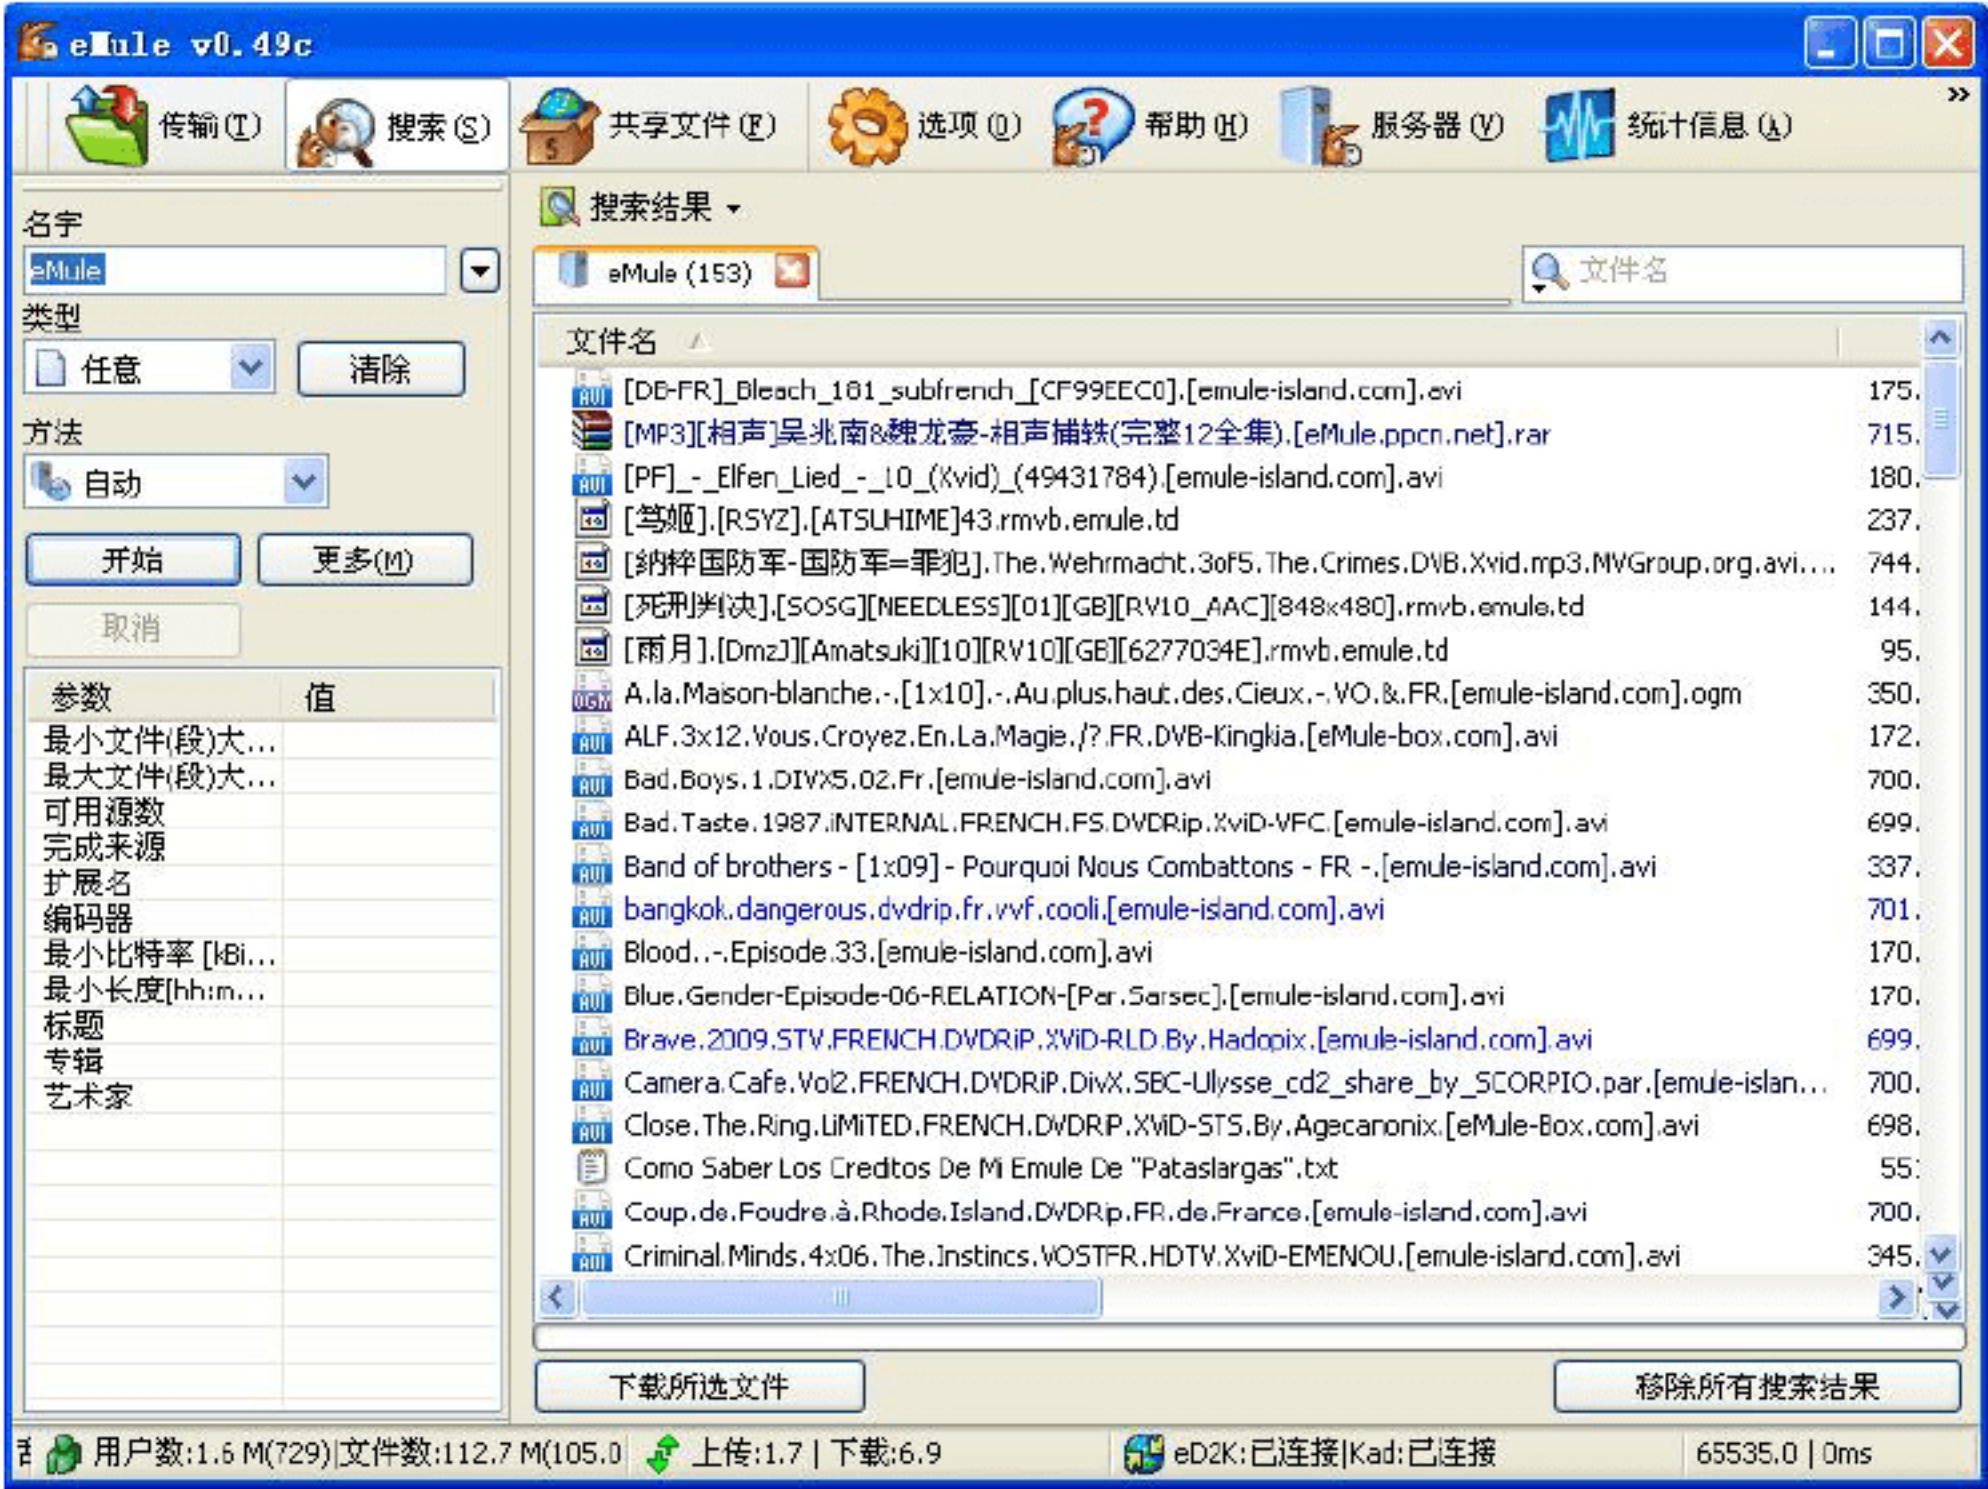 eMule v0.49c
传输(T) 搜索(S) 共享文件(F) 选项(O) 帮助(H) 服务器(V) 统计信息(A) »
名字
eMule
类型
任意 清除
方法
自动
开始 更多(M)
取消
参数 值
最小文件(段)大...
最大文件(段)大...
可用源数
完成来源
扩展名
编码器
最小比特率 [kBi...
最小长度[hh:m...
标题
专辑
艺术家
搜索结果
eMule (153) 文件名
文件名
[DB-FR]_Bleach_181_subfrench_[CF99EEC0].[emule-island.com].avi 175.
[MP3][相声]吴兆南&魏龙豪-相声捕轶(完整12全集).[eMule.ppcn.net].rar 715.
[PF]_-_Elfen_Lied_-_10_(Xvid)_(49431784).[emule-island.com].avi 180.
[笃姬].[RSYZ].[ATSUHIME]43.rmvb.emule.td 237.
[纳粹国防军-国防军=罪犯].The.Wehrmacht.3of5.The.Crimes.DVB.Xvid.mp3.MVGroup.org.avi.... 744.
[死刑判决].[SOSG][NEEDLESS][01][GB][RV10_AAC][848x480].rmvb.emule.td 144.
[雨月].[DmzJ][Amatsuki][10][RV10][GB][6277034E].rmvb.emule.td 95.
A.la.Maison-blanche.-.[1x10].-.Au.plus.haut.des.Cieux.-.VO.&.FR.[emule-island.com].ogm 350.
ALF.3x12.Vous.Croyez.En.La.Magie./?.FR.DVB-Kingkia.[eMule-box.com].avi 172.
Bad.Boys.1.DIVX5.02.Fr.[emule-island.com].avi 700.
Bad.Taste.1987.iNTERNAL.FRENCH.FS.DVDRip.XviD-VFC.[emule-island.com].avi 699.
Band of brothers - [1x09] - Pourquoi Nous Combattons - FR -.[emule-island.com].avi 337.
bangkok.dangerous.dvdrip.fr.vvf.cooli.[emule-island.com].avi 701.
Blood..-.Episode.33.[emule-island.com].avi 170.
Blue.Gender-Episode-06-RELATION-[Par.Sarsec].[emule-island.com].avi 170.
Brave.2009.STV.FRENCH.DVDRiP.XViD-RLD.By.Hadopix.[emule-island.com].avi 699.
Camera.Cafe.Vol2.FRENCH.DVDRiP.DivX.SBC-Ulysse_cd2_share_by_SCORPIO.par.[emule-islan... 700.
Close.The.Ring.LiMiTED.FRENCH.DVDRiP.XViD-STS.By.Agecanonix.[eMule-Box.com].avi 698.
Como Saber Los Creditos De Mi Emule De "Pataslargas".txt 55
Coup.de.Foudre.à.Rhode.Island.DVDRip.FR.de.France.[emule-island.com].avi 700.
Criminal.Minds.4x06.The.Instincs.VOSTFR.HDTV.XviD-EMENOU.[emule-island.com].avi 345.
下载所选文件 移除所有搜索结果
用户数:1.6 M(729)|文件数:112.7 M(105.0 上传:1.7 | 下载:6.9 eD2K:已连接|Kad:已连接 65535.0 | 0ms